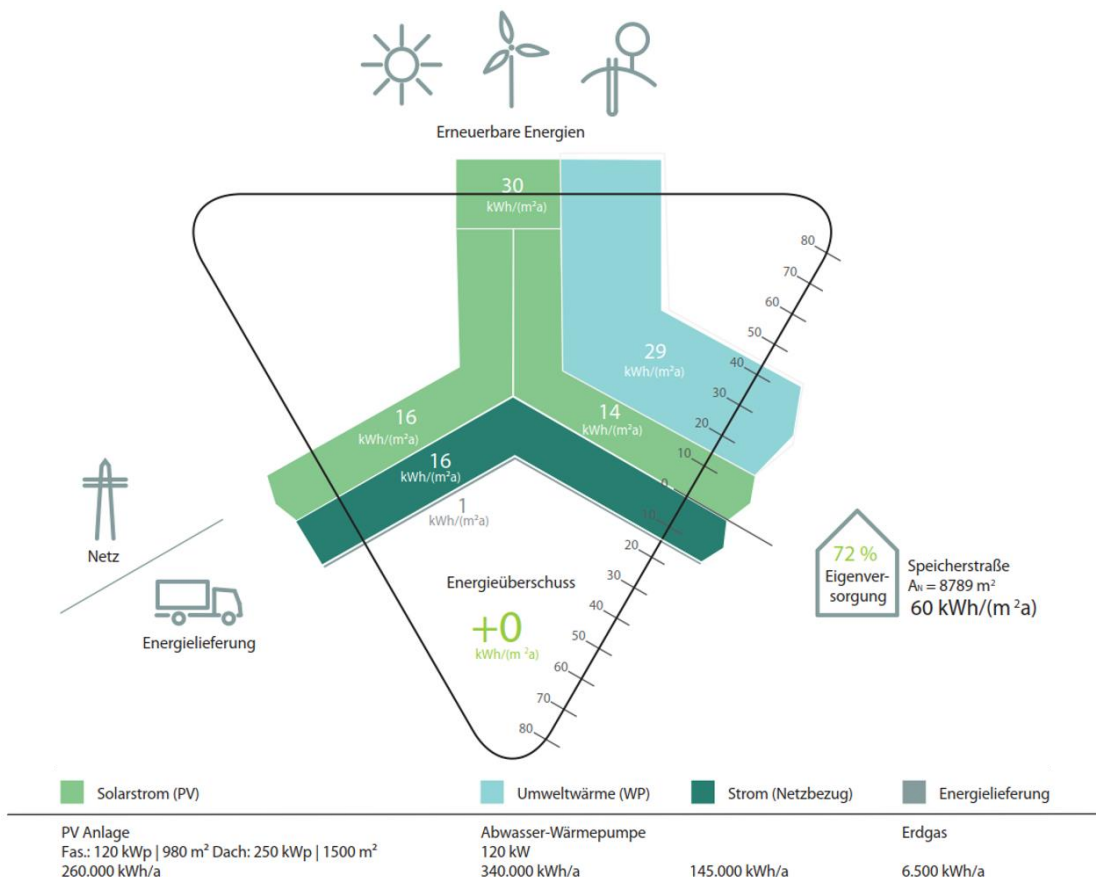 Erneuerbare Energien
30
kWh/(m²a)
80
70
60
50
40
30
20
10
0
10
20
30
40
50
60
70
80
29
kWh/(m²a)
14
kWh/(m²a)
16
kWh/(m²a)
16
kWh/(m²a)
1
kWh/(m²a)
Netz
Energielieferung
Energieüberschuss
+0
kWh/(m²a)
72 %
Eigenver-
sorgung
Speicherstraße
AN = 8789 m²
60 kWh/(m²a)
Solarstrom (PV)
Umweltwärme (WP)
Strom (Netzbezug)
Energielieferung
PV Anlage
Fas.: 120 kWp | 980 m² Dach: 250 kWp | 1500 m²
260.000 kWh/a
Abwasser-Wärmepumpe
120 kW
340.000 kWh/a
145.000 kWh/a
Erdgas
6.500 kWh/a